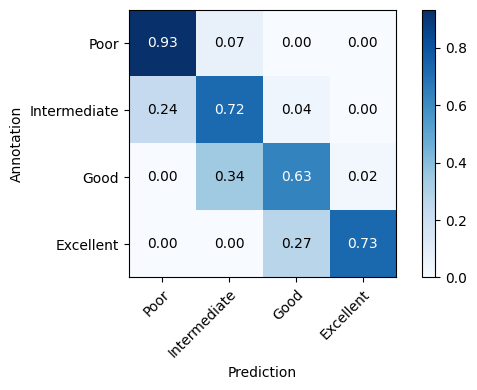 Annotation
Poor 0.93 0.07 0.00 0.00
Intermediate 0.24 0.72 0.04 0.00
Good 0.00 0.34 0.63 0.02
Excellent 0.00 0.00 0.27 0.73
Poor Intermediate Good Excellent
Prediction
0.8
0.6
0.4
0.2
0.0